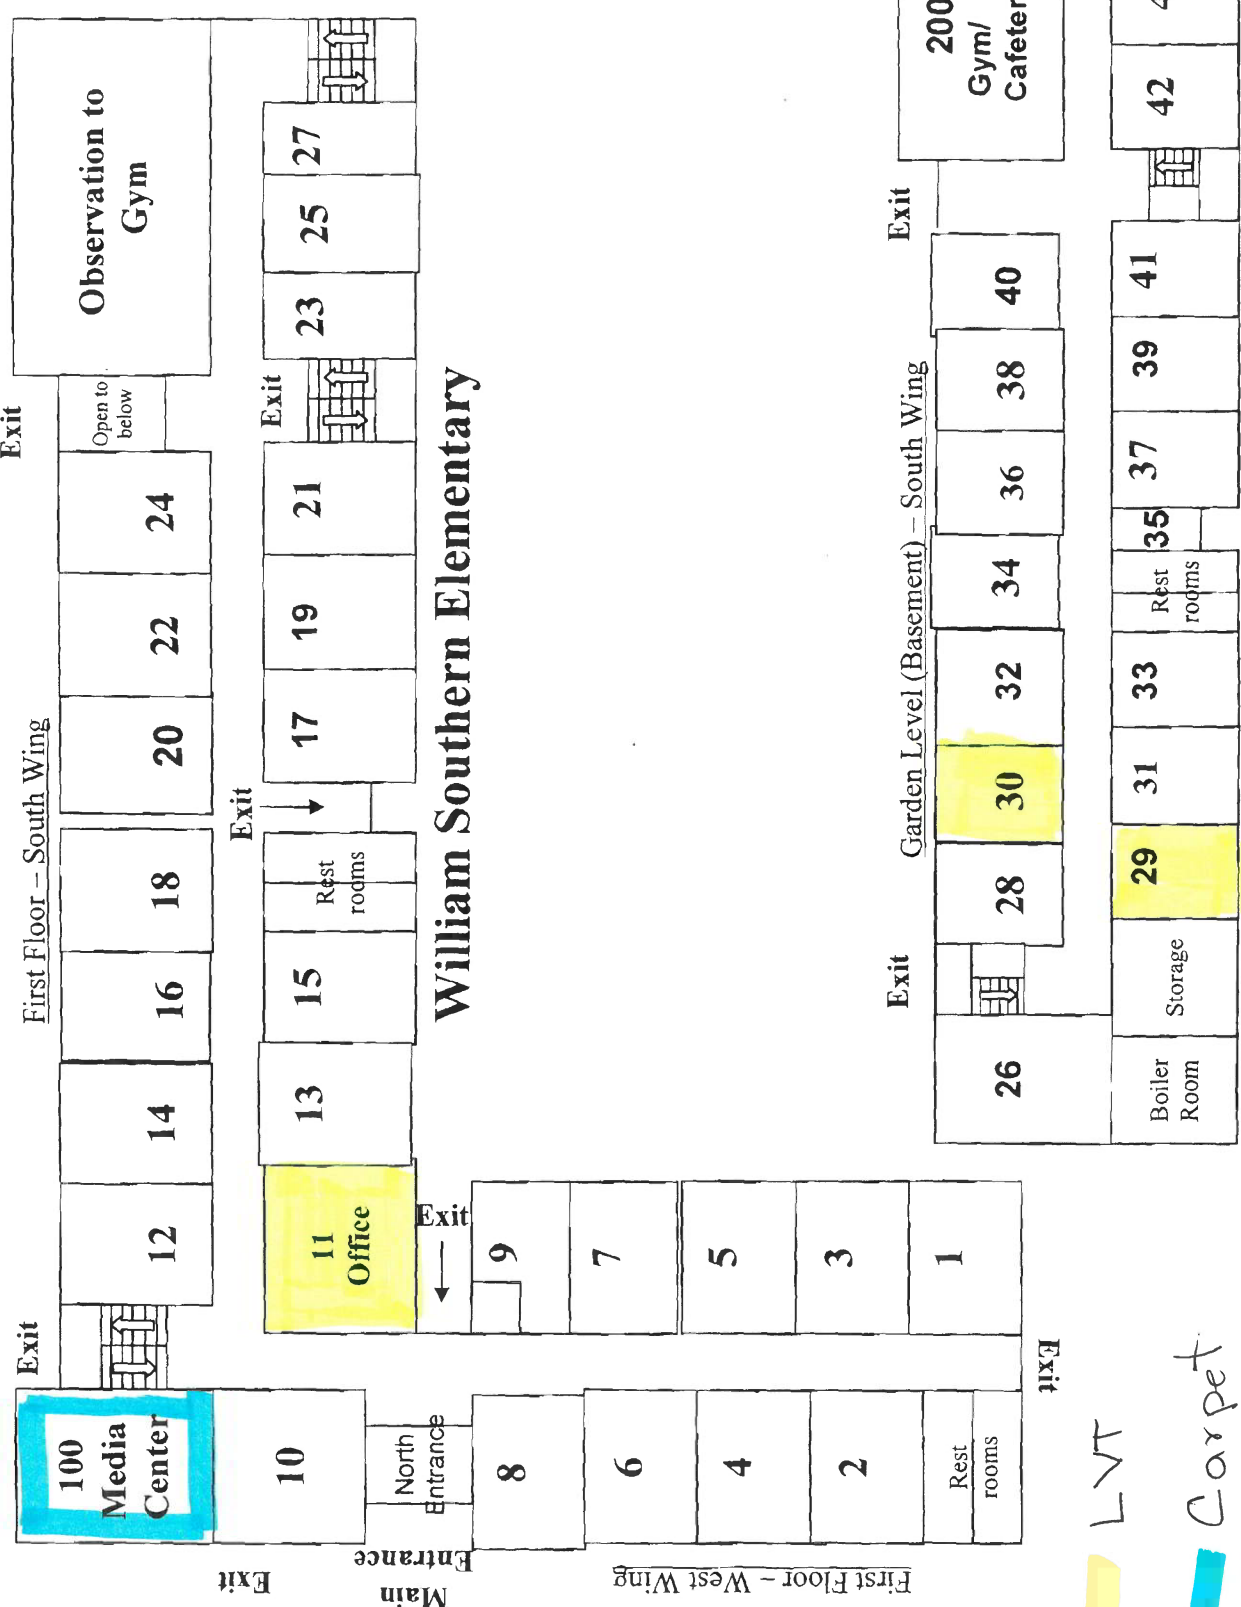 William Southern Elementary
First Floor – South Wing
Exit
100
Media
Center
12
14
16
18
20
22
24
Open to
below
Exit
Observation to
Gym
10
11
Office
13
15
Rest
rooms
Exit
17
19
21
Exit
23
25
27
Exit
Main
Entrance
North
Entrance
Exit
First Floor – West Wing
8
6
4
2
Rest
rooms
9
7
5
3
1
Exit
Garden Level (Basement) – South Wing
Exit
26
28
30
32
34
36
38
40
Exit
200
Gym/
Cafeter
Boiler
Room
Storage
29
31
33
Rest
rooms
35
37
39
41
42
4
LVT
Carpet